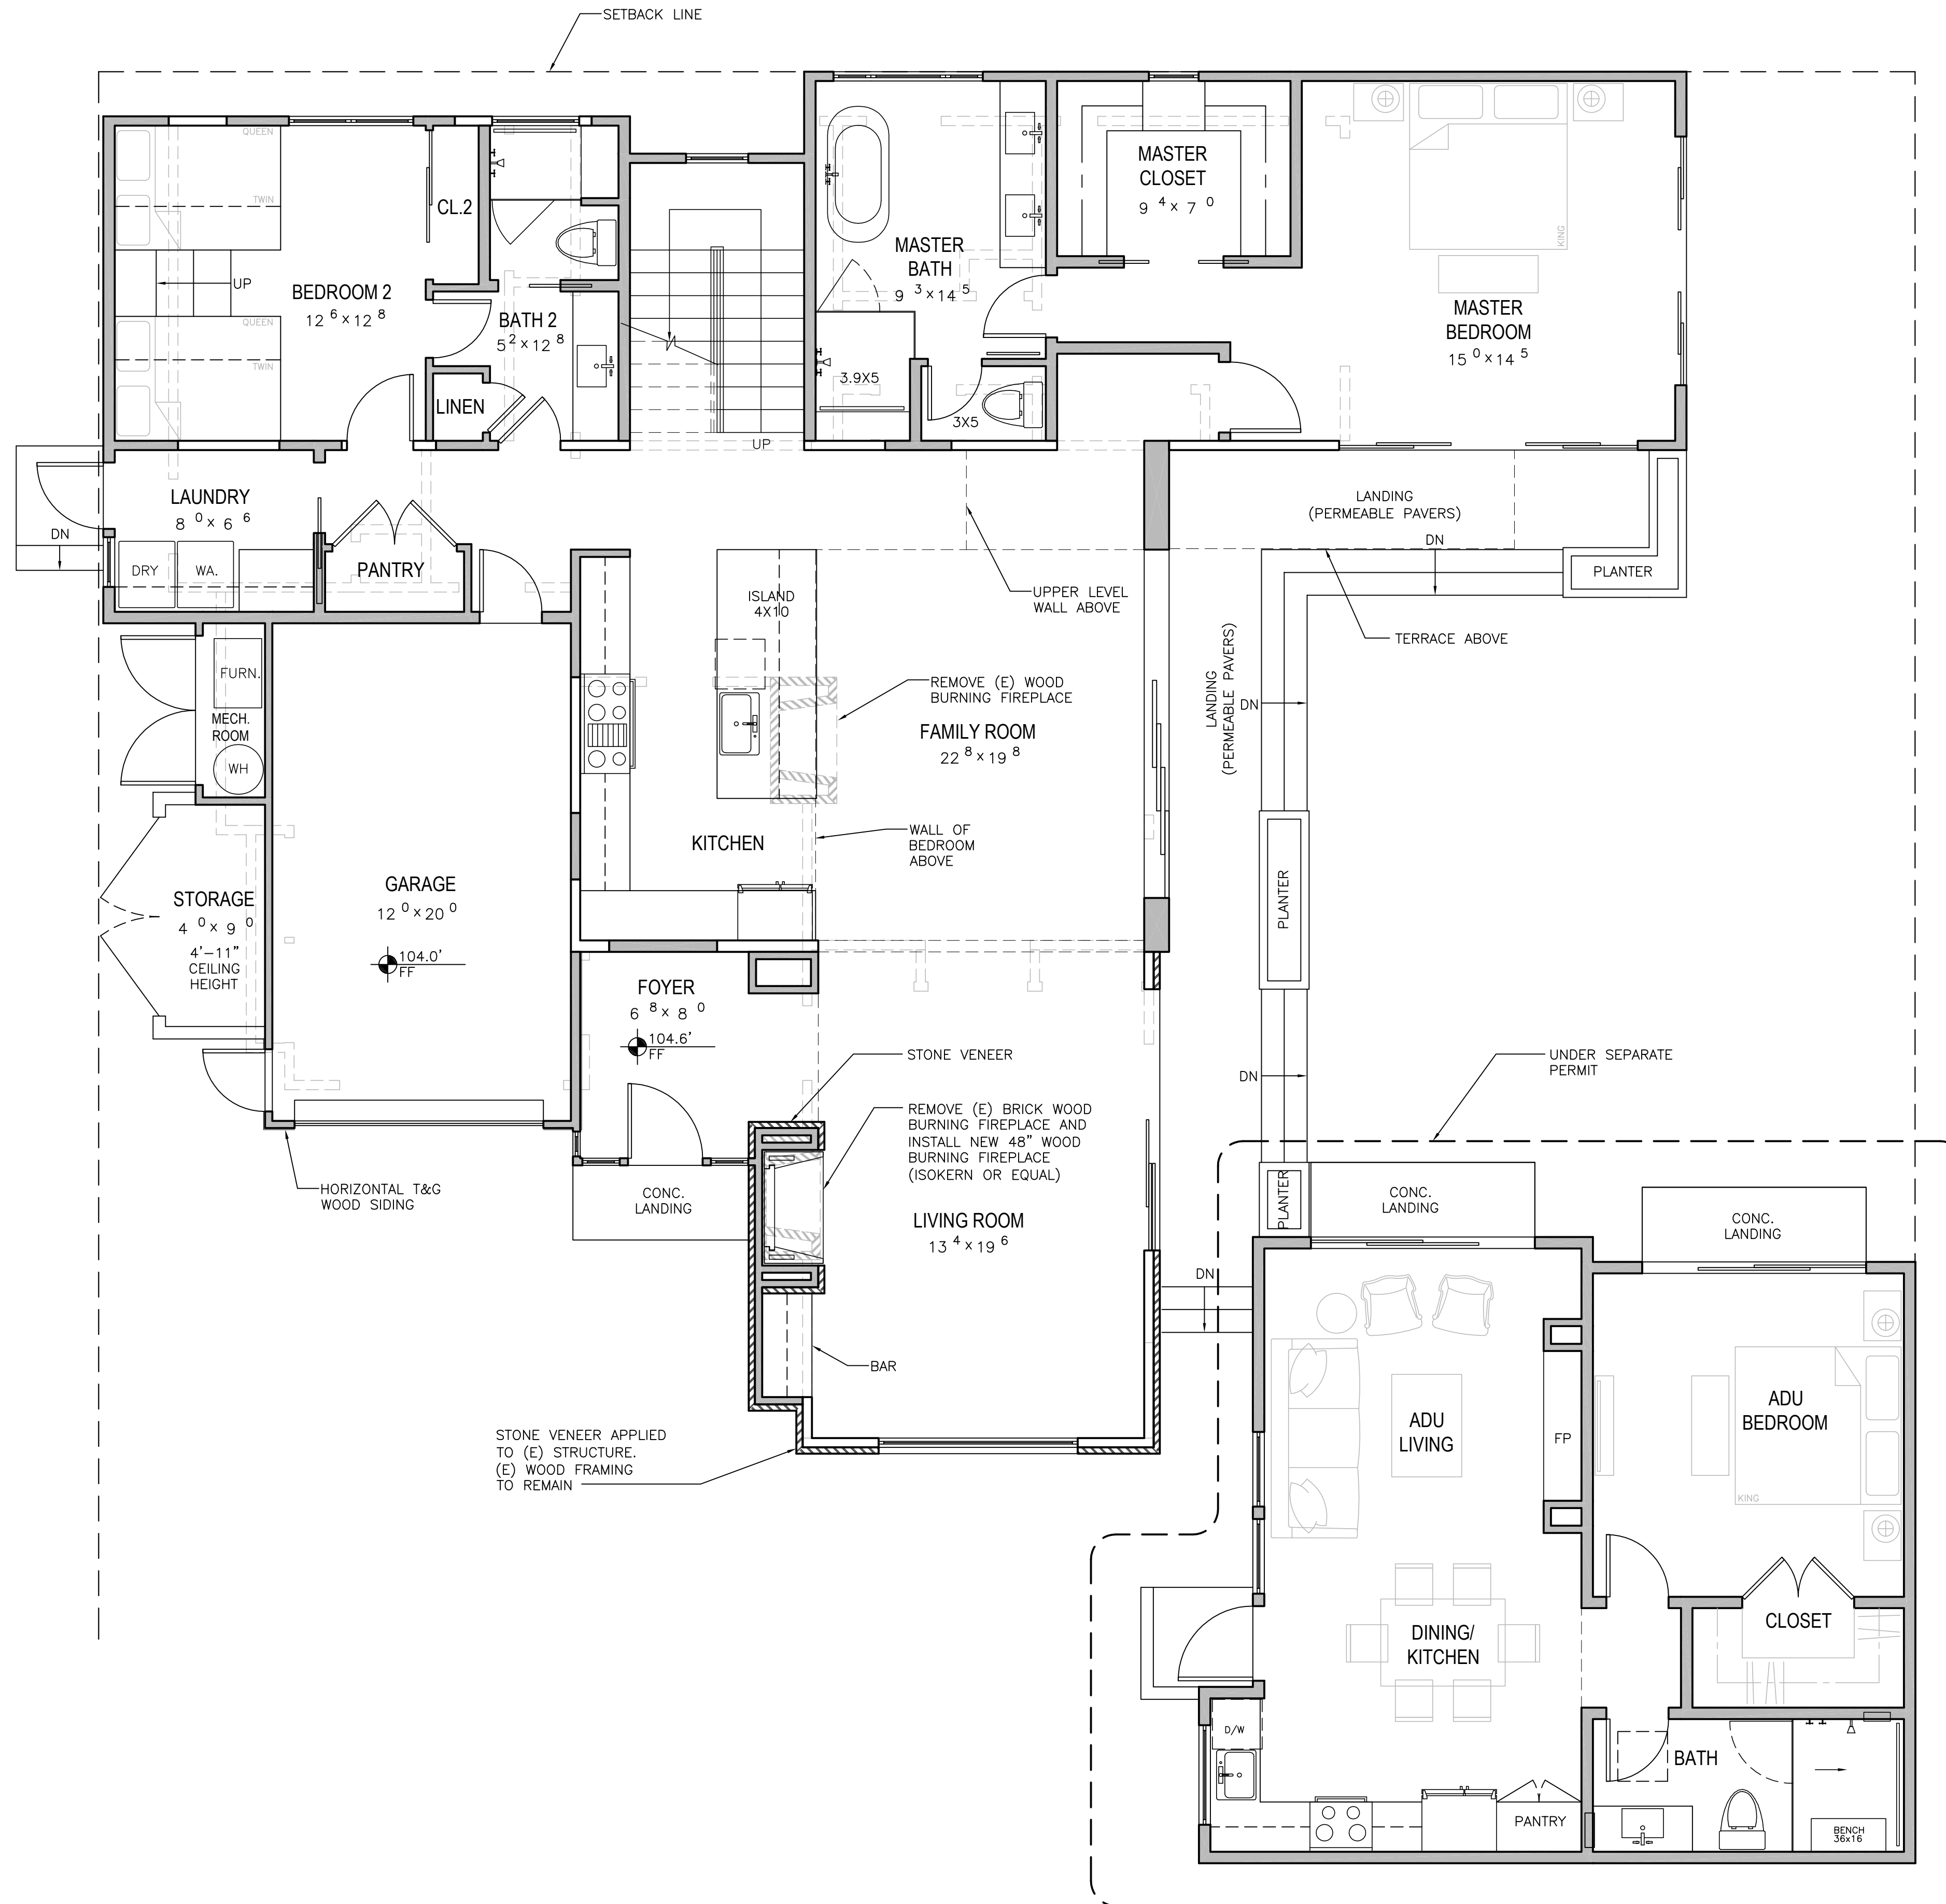 SETBACK LINE
QUEEN
TWIN
CL.2
UP
BEDROOM 2
12 6 x 12 8
QUEEN
TWIN
BATH 2
5 2 x 12 8
LINEN
UP
MASTER
BATH
9 3 x 14 5
3.9X5
3X5
MASTER
CLOSET
9 4 x 7 0
KING
MASTER
BEDROOM
15 0 x 14 5
LAUNDRY
8 0 x 6 6
DN
DRY
WA.
PANTRY
LANDING
(PERMEABLE PAVERS)
DN
PLANTER
ISLAND
4X10
UPPER LEVEL
WALL ABOVE
TERRACE ABOVE
LANDING
(PERMEABLE PAVERS)
DN
FURN.
MECH.
ROOM
WH
REMOVE (E) WOOD
BURNING FIREPLACE
FAMILY ROOM
22 8 x 19 8
KITCHEN
WALL OF
BEDROOM
ABOVE
PLANTER
STORAGE
4 0 x 9 0
4'-11"
CEILING
HEIGHT
GARAGE
12 0 x 20 0
104.0'
FF
FOYER
6 8 x 8 0
104.6'
FF
STONE VENEER
DN
UNDER SEPARATE
PERMIT
REMOVE (E) BRICK WOOD
BURNING FIREPLACE AND
INSTALL NEW 48" WOOD
BURNING FIREPLACE
(ISOKERN OR EQUAL)
HORIZONTAL T&G
WOOD SIDING
CONC.
LANDING
LIVING ROOM
13 4 x 19 6
PLANTER
CONC.
LANDING
CONC.
LANDING
DN
BAR
STONE VENEER APPLIED
TO (E) STRUCTURE.
(E) WOOD FRAMING
TO REMAIN
ADU
LIVING
FP
ADU
BEDROOM
KING
DINING/
KITCHEN
CLOSET
D/W
BATH
PANTRY
BENCH
36x16